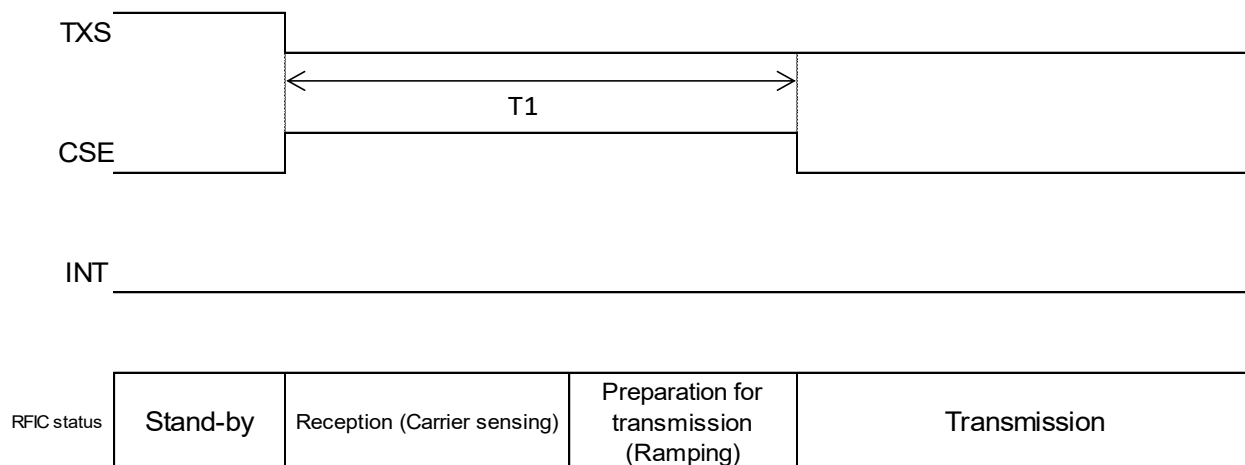 TXS
T1
CSE
INT
RFIC status
Stand-by
Reception (Carrier sensing)
Preparation for
transmission
(Ramping)
Transmission